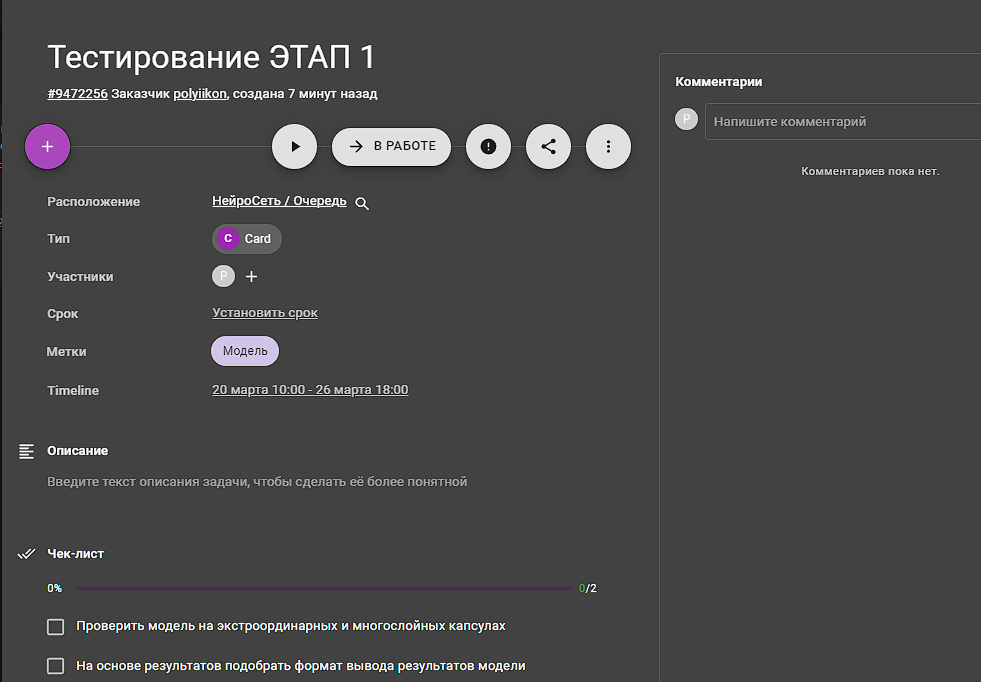 Тестирование ЭТАП 1
#9472256 Заказчик polyiikon, создана 7 минут назад
В РАБОТЕ
Расположение НейроСеть / Очередь
Тип C Card
Участники P
Срок Установить срок
Метки Модель
Timeline 20 марта 10:00 - 26 марта 18:00
Описание
Введите текст описания задачи, чтобы сделать её более понятной
Чек-лист
0% 0/2
Проверить модель на экстроординарных и многослойных капсулах
На основе результатов подобрать формат вывода результатов модели
Комментарии
P Напишите комментарий
Комментариев пока нет.